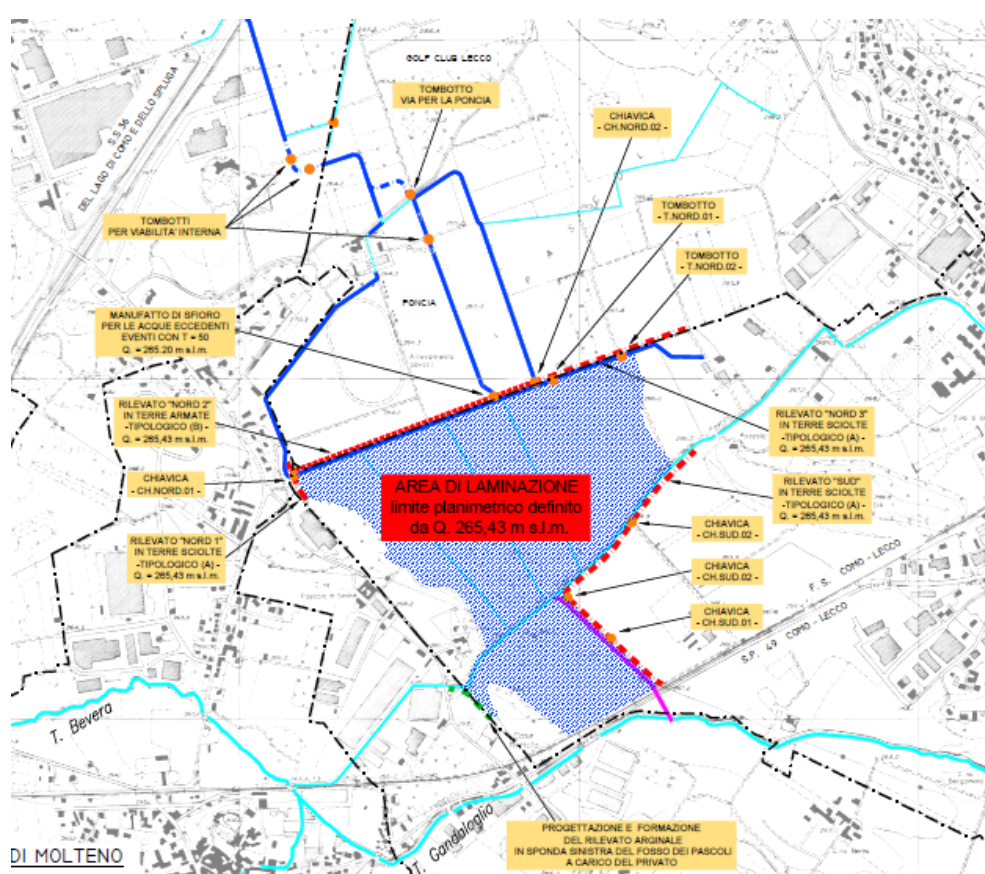 GOLF CLUB LECCO
TOMBOTTO
VIA PER LA PONCIA
CHIAVICA
- CH.NORD.02 -
S S 36
DEL LAGO DI COMO E DELLO SPLUGA
TOMBOTTI
PER VIABILITA' INTERNA
TOMBOTTO
- T.NORD.01 -
TOMBOTTO
- T.NORD.02 -
PONCIA
MANUFATTO DI SFIORO
PER LE ACQUE ECCEDENTI
EVENTI CON T = 50
Q. = 265.20 m s.l.m.
RILEVATO "NORD 2"
IN TERRE ARMATE
-TIPOLOGICO (B) -
Q. = 265,43 m s.l.m.
RILEVATO "NORD 3"
IN TERRE SCIOLTE
-TIPOLOGICO (A) -
Q. = 265,43 m s.l.m.
CHIAVICA
- CH.NORD.01 -
AREA DI LAMINAZIONE
limite planimetrico definito
da Q. 265,43 m s.l.m.
RILEVATO "SUD"
IN TERRE SCIOLTE
-TIPOLOGICO (A) -
Q. = 265,43 m s.l.m.
RILEVATO "NORD 1"
IN TERRE SCIOLTE
-TIPOLOGICO (A) -
Q. = 265,43 m s.l.m.
CHIAVICA
- CH.SUD.02 -
CHIAVICA
- CH.SUD.02 -
CHIAVICA
- CH.SUD.01 -
F. S. COMO - LECCO
S.P. 49 COMO - LECCO
T. Bevera
T. Gandaloglio
PROGETTAZIONE E FORMAZIONE
DEL RILEVATO ARGINALE
IN SPONDA SINISTRA DEL FOSSO DEI PASCOLI
A CARICO DEL PRIVATO
DI MOLTENO